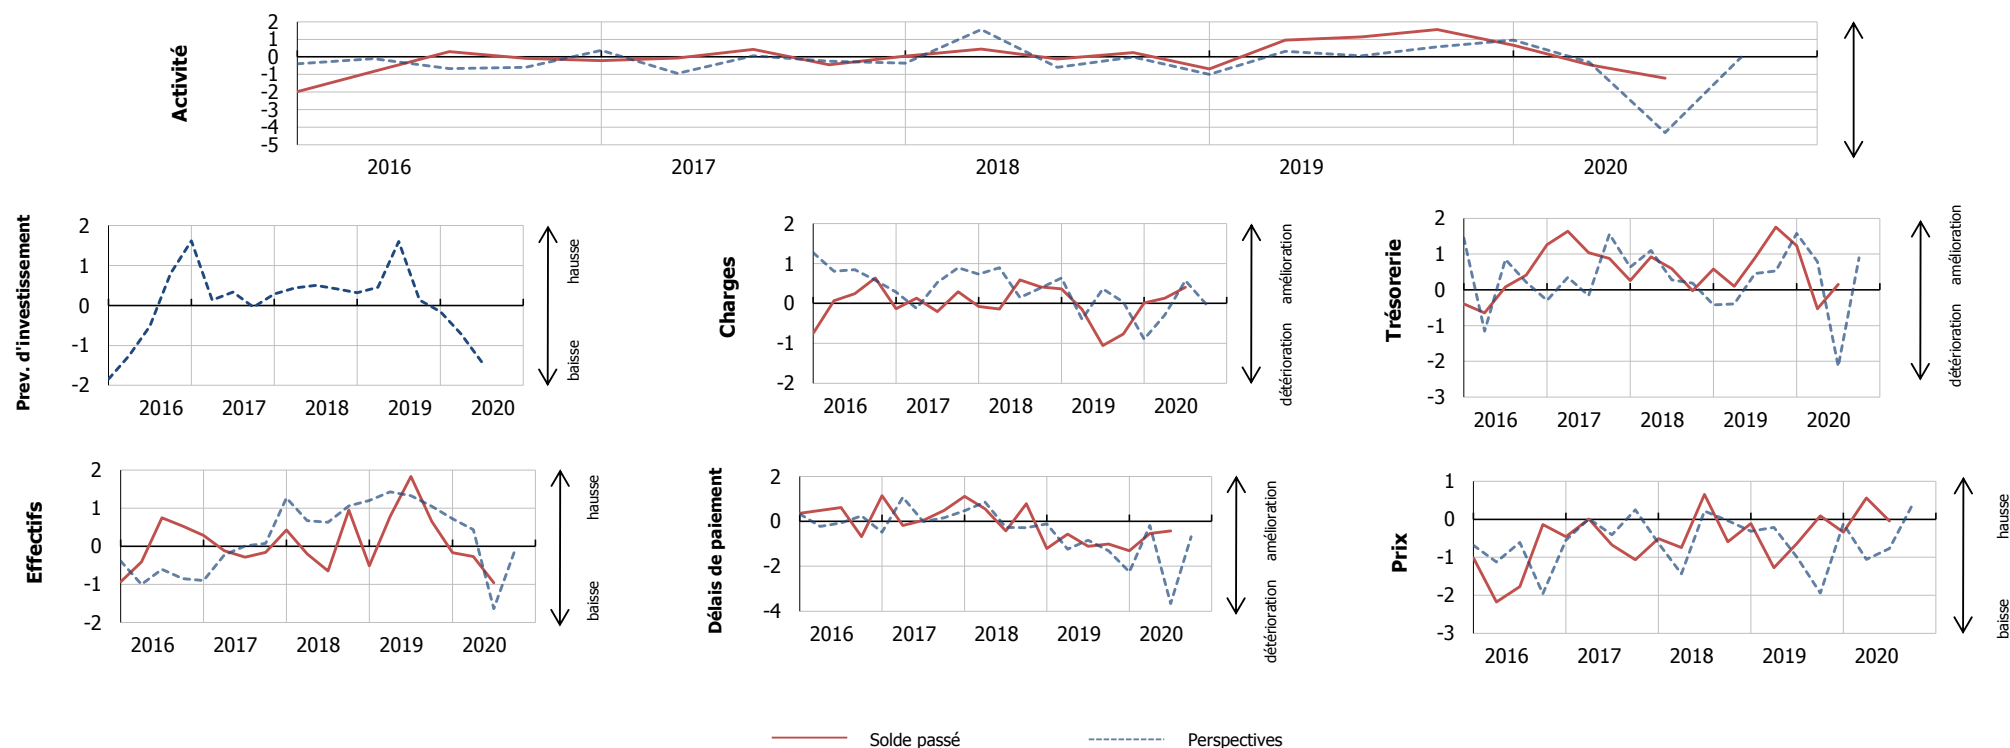 Activité
2
1
0
-1
-2
-3
-4
-5
2016 2017 2018 2019 2020
Prev. d'investissement
2
1
0
-1
-2
2016 2017 2018 2019 2020
hausse
baisse
Charges
2
1
0
-1
-2
2016 2017 2018 2019 2020
amélioration
détérioration
Trésorerie
2
1
0
-1
-2
-3
2016 2017 2018 2019 2020
amélioration
détérioration
Effectifs
2
1
0
-1
-2
2016 2017 2018 2019 2020
hausse
baisse
Délais de paiement
2
0
-2
-4
2016 2017 2018 2019 2020
amélioration
détérioration
Prix
1
0
-1
-2
-3
2016 2017 2018 2019 2020
hausse
baisse
Solde passé Perspectives